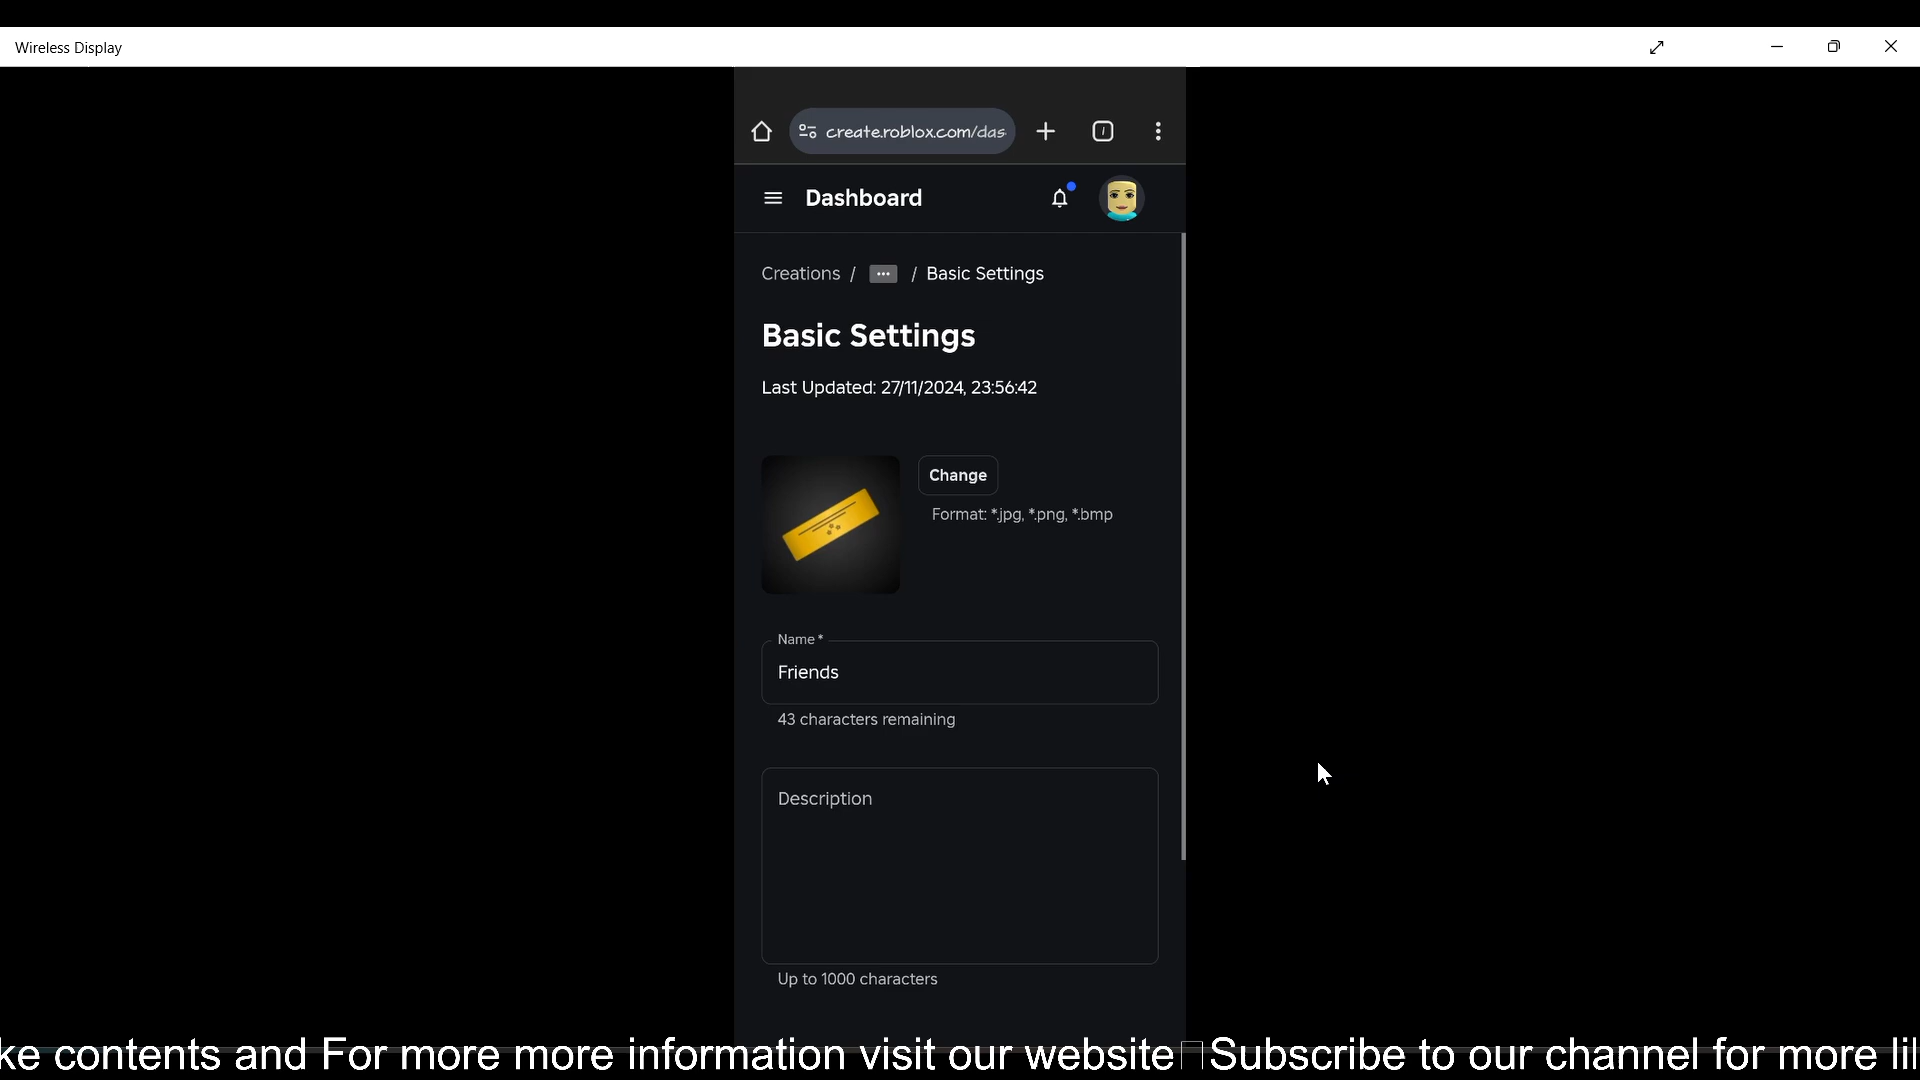 Wireless Display
create.roblox.com/das
Dashboard
Creations / ... / Basic Settings
Basic Settings
Last Updated: 27/11/2024, 23:56:42
Change
Format: *.jpg, *.png, *.bmp
Name *
Friends
43 characters remaining
Description
Up to 1000 characters
ke contents and For more more information visit our website□Subscribe to our channel for more lil